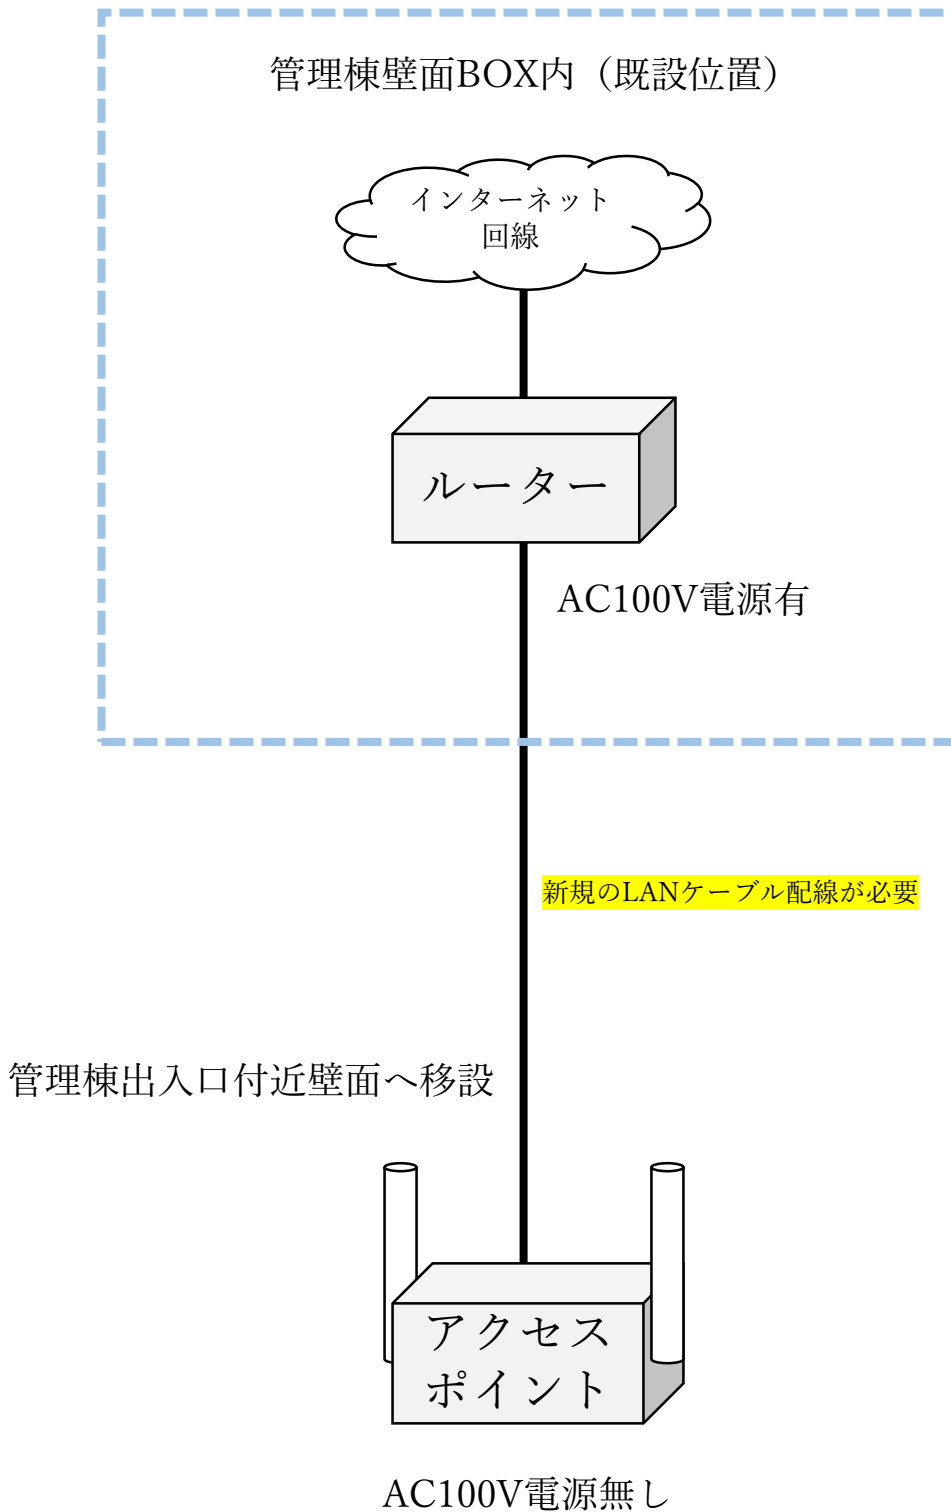 管理棟壁面BOX内（既設位置）
インターネット
回線
ルーター
AC100V電源有
新規のLANケーブル配線が必要
管理棟出入口付近壁面へ移設
アクセス
ポイント
AC100V電源無し